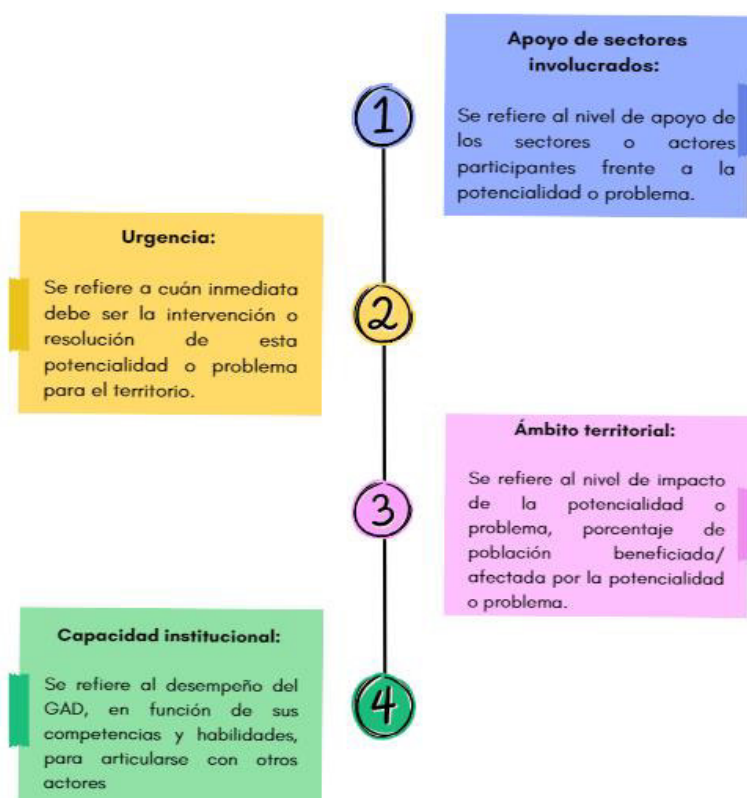 1
Apoyo de sectores
involucrados:
Se refiere al nivel de apoyo de
los sectores o actores
participantes frente a la
potencialidad o problema.
2
Urgencia:
Se refiere a cuán inmediata
debe ser la intervención o
resolución de esta
potencialidad o problema
para el territorio.
3
Ámbito territorial:
Se refiere al nivel de impacto
de la potencialidad o
problema, porcentaje de
población beneficiada/
afectada por la potencialidad
o problema.
4
Capacidad institucional:
Se refiere al desempeño del
GAD, en función de sus
competencias y habilidades,
para articularse con otros
actores